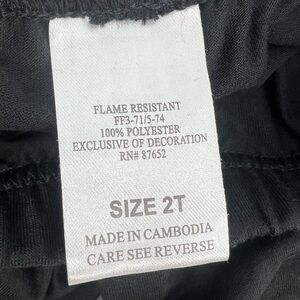 FLAME RESISTANT
FF3-71/5-74
100% POLYESTER
EXCLUSIVE OF DECORATION
RN# 87652
SIZE 2T
MADE IN CAMBODIA
CARE SEE REVERSE